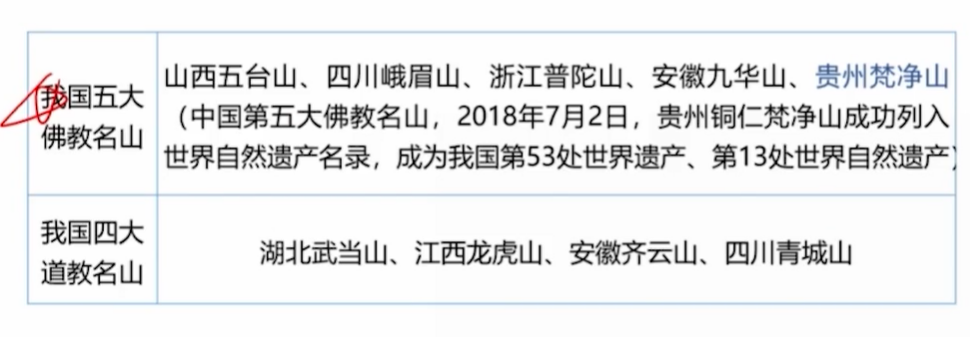 我国五大
佛教名山
山西五台山、四川峨眉山、浙江普陀山、安徽九华山、贵州梵净山
（中国第五大佛教名山，2018年7月2日，贵州铜仁梵净山成功列入
世界自然遗产名录，成为我国第53处世界遗产、第13处世界自然遗产）
我国四大
道教名山
湖北武当山、江西龙虎山、安徽齐云山、四川青城山